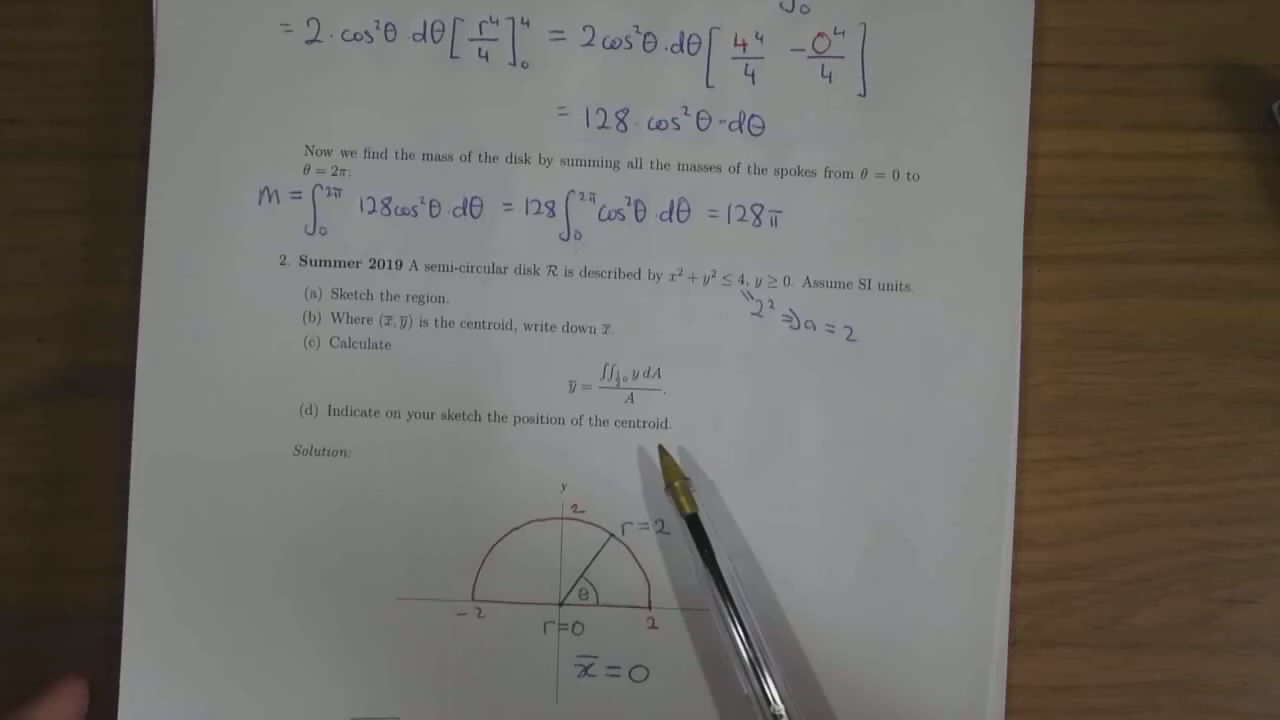 = 2 · cos²θ · dθ [r⁴/4]₀⁴ = 2cos²θ · dθ [4⁴/4 − 0⁴/4]
= 128 · cos²θ · dθ
Now we find the mass of the disk by summing all the masses of the spokes from θ = 0 to
θ = 2π:
M = ∫₀^2π 128cos²θ · dθ = 128 ∫₀^2π cos²θ · dθ = 128π
2. Summer 2019 A semi-circular disk R is described by x² + y² ≤ 4, y ≥ 0. Assume SI units.
2² ⇒ a = 2
(a) Sketch the region.
(b) Where (x̅, y̅) is the centroid, write down x̅.
(c) Calculate
y̅ = ∬ y dA / A.
(d) Indicate on your sketch the position of the centroid.
Solution:
y
2
r = 2
θ
−2
r=0
2
x̅ = 0